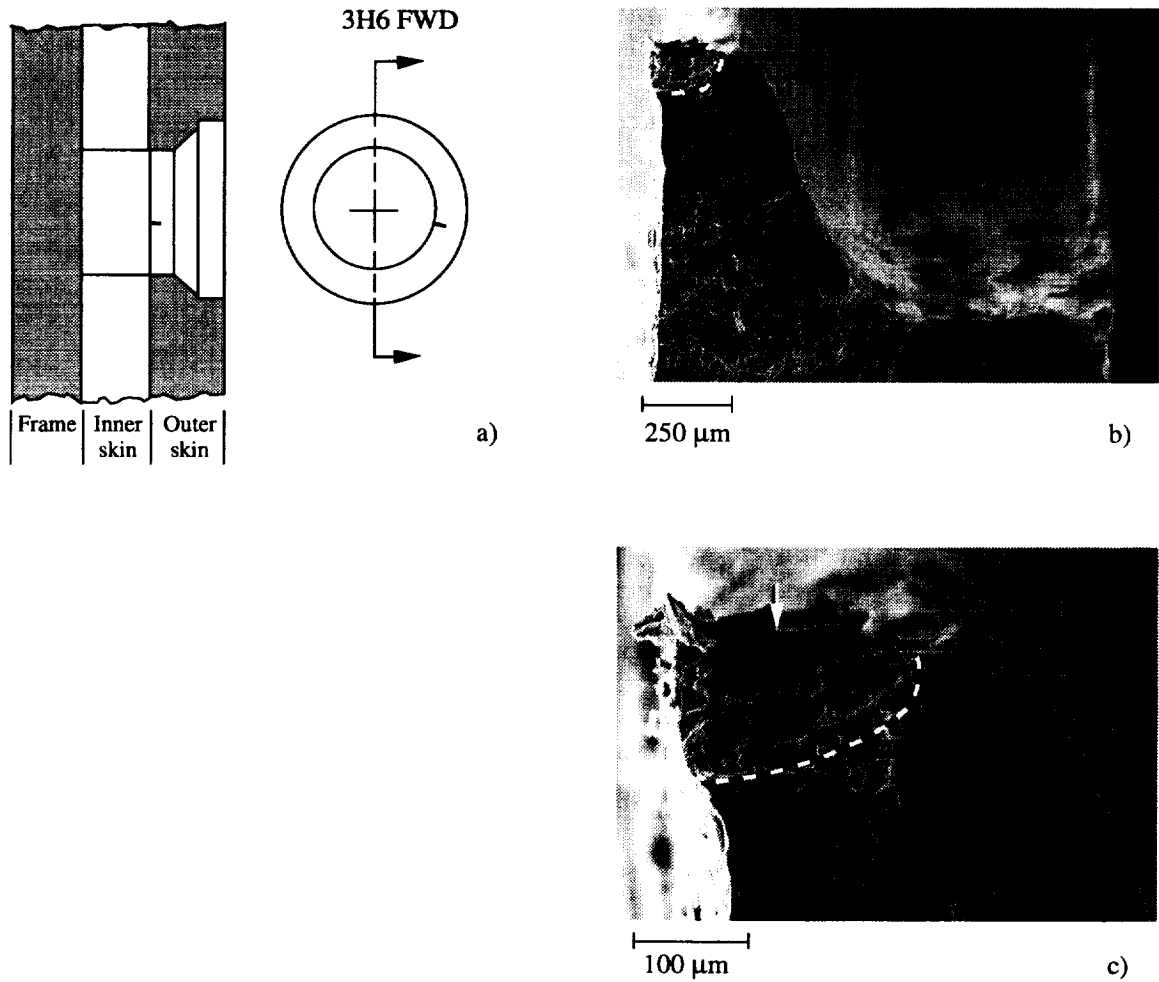 3H6 FWD
Frame
Inner
skin
Outer
skin
a)
250 μm
b)
100 μm
c)